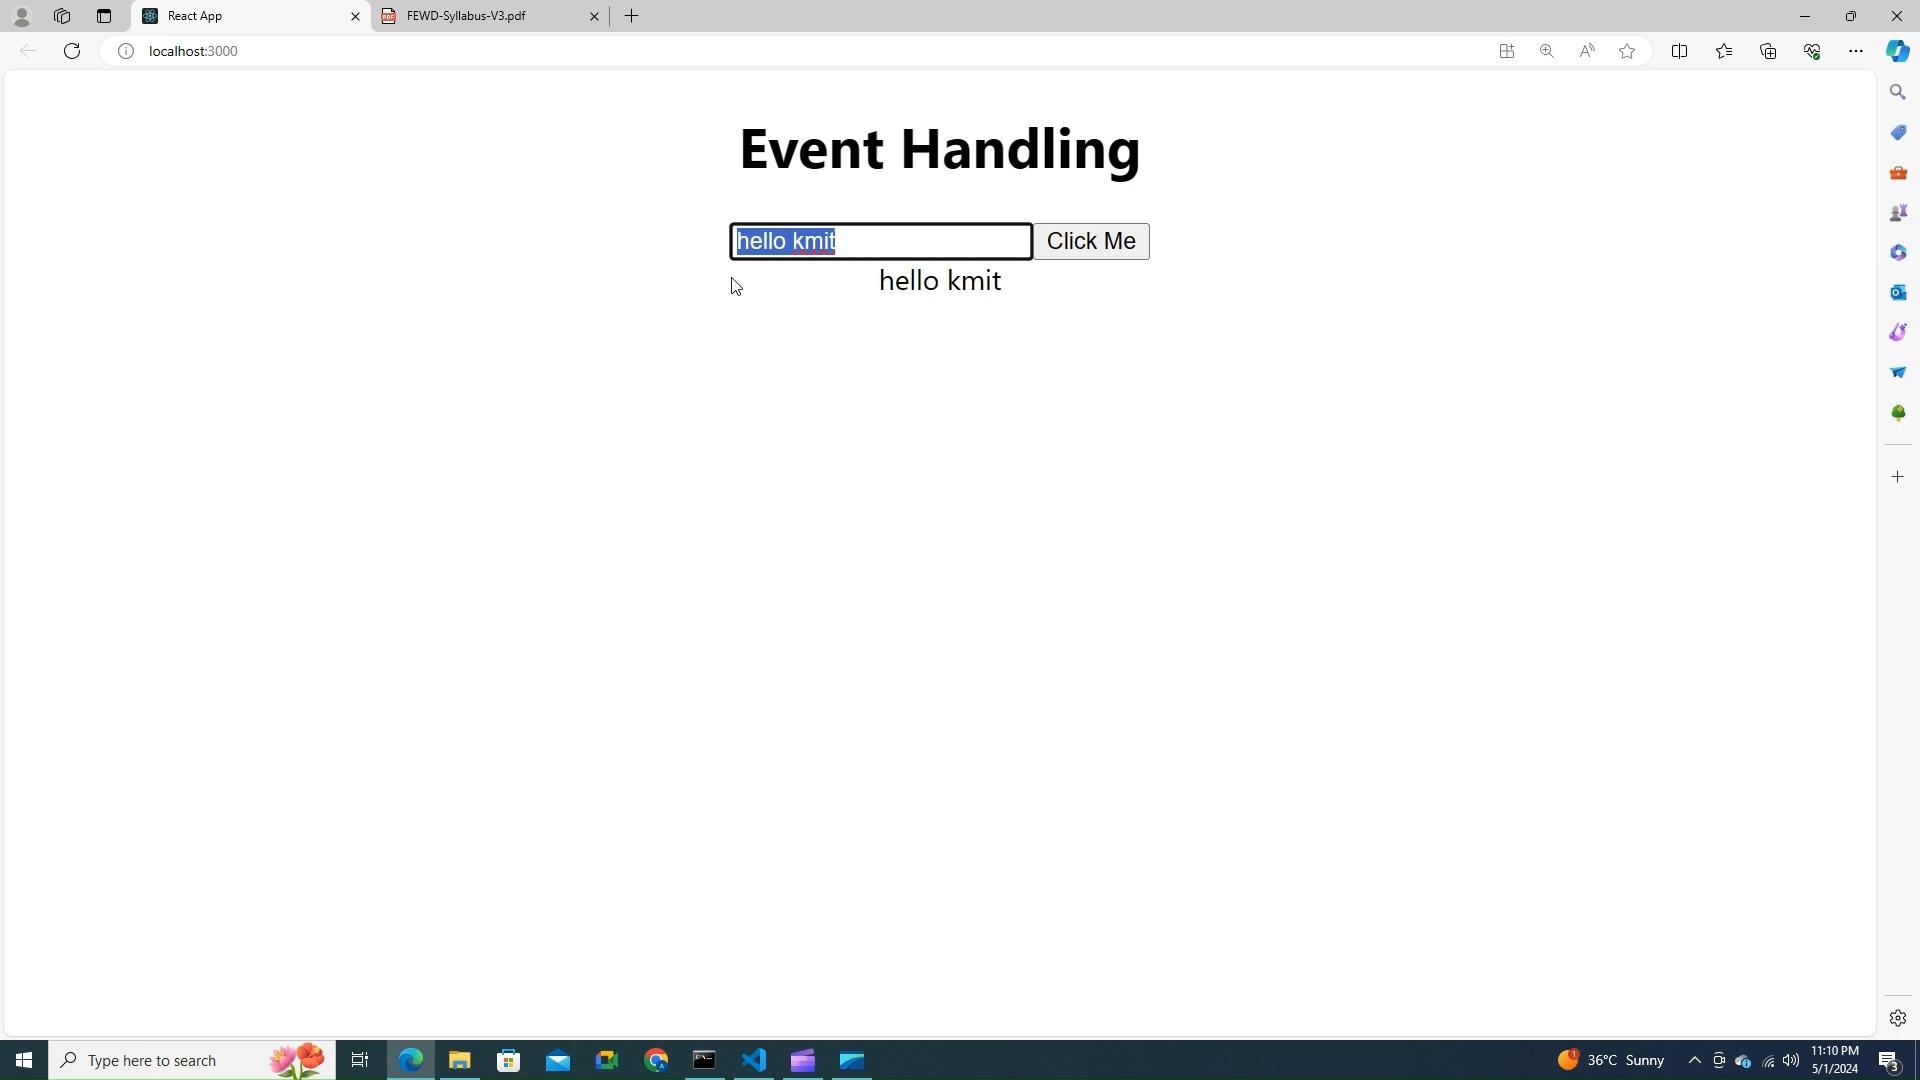 React App
FEWD-Syllabus-V3.pdf
localhost:3000
Event Handling
hello kmit
Click Me
hello kmit
Type here to search
36°C Sunny
11:10 PM
5/1/2024
3